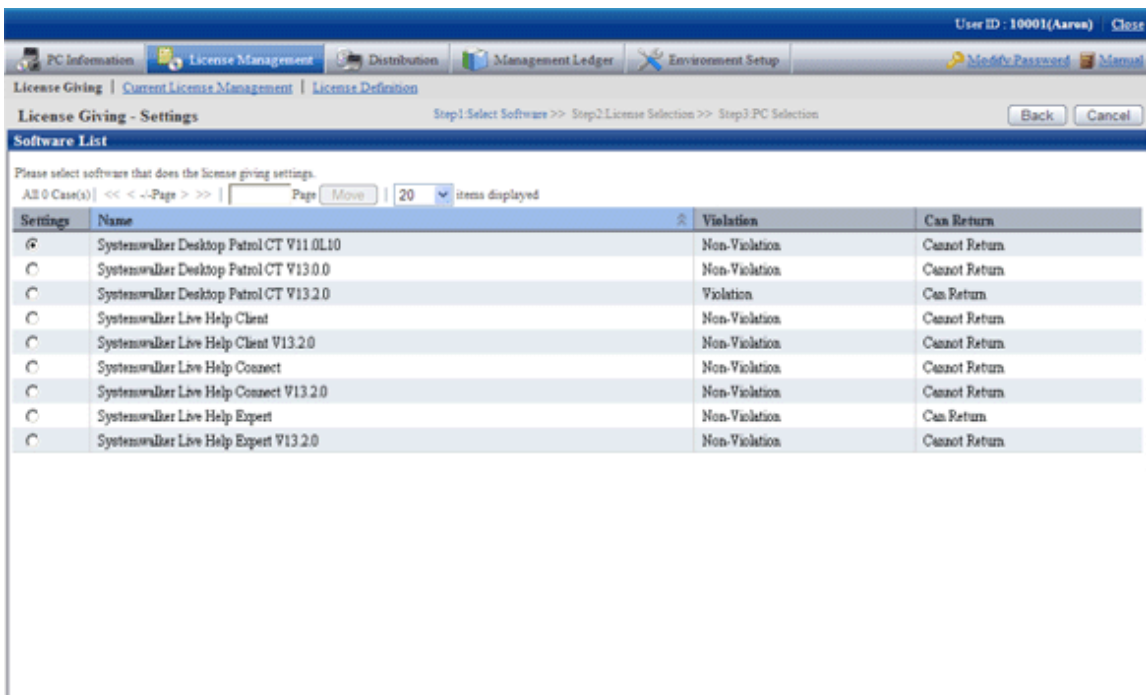 User ID : 10001(Aaron) Close
PC Information License Management Distribution Management Ledger Environment Setup Modify Password Manual
License Giving | Current License Management | License Definition
License Giving - Settings Step1:Select Software >> Step2:License Selection >> Step3:PC Selection Back Cancel
Software List
Please select software that does the license giving settings.
All 0 Case(s) | << < -/-Page > >> | Page Move | 20 items displayed
Settings Name Violation Can Return
Systemwalker Desktop Patrol CT V11.0L10 Non-Violation Cannot Return
Systemwalker Desktop Patrol CT V13.0.0 Non-Violation Cannot Return
Systemwalker Desktop Patrol CT V13.2.0 Violation Can Return
Systemwalker Live Help Client Non-Violation Cannot Return
Systemwalker Live Help Client V13.2.0 Non-Violation Cannot Return
Systemwalker Live Help Connect Non-Violation Cannot Return
Systemwalker Live Help Connect V13.2.0 Non-Violation Cannot Return
Systemwalker Live Help Expert Non-Violation Can Return
Systemwalker Live Help Expert V13.2.0 Non-Violation Cannot Return